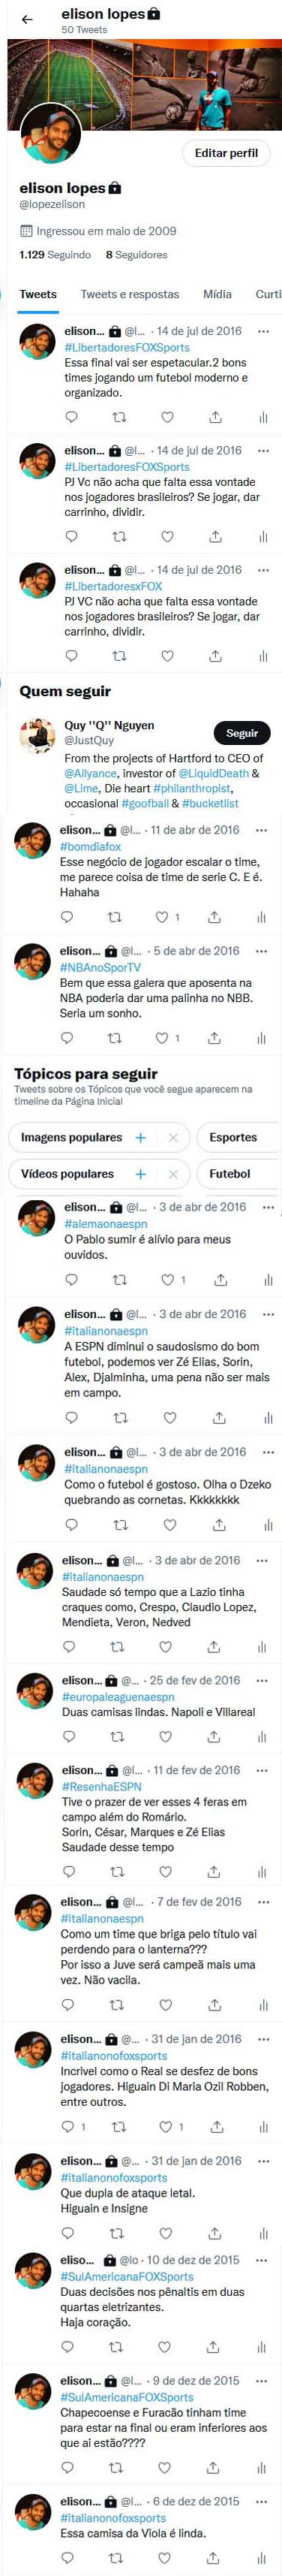 elison lopes
50 Tweets
Editar perfil
elison lopes
@lopezelison
Ingressou em maio de 2009
1.129 Seguindo 8 Seguidores
Tweets Tweets e respostas Mídia Curti
elison... @l... · 14 de jul de 2016 ...
#LibertadoresFOXSports
Essa final vai ser espetacular.2 bons
times jogando um futebol moderno e
organizado.
elison... @l... · 14 de jul de 2016 ...
#LibertadoresFOXSports
PJ Vc não acha que falta essa vontade
nos jogadores brasileiros? Se jogar, dar
carrinho, dividir.
elison... @l... · 14 de jul de 2016 ...
#LibertadoresxFOX
PJ VC não acha que falta essa vontade
nos jogadores brasileiros? Se jogar, dar
carrinho, dividir.
Quem seguir
Quy "Q" Nguyen
@JustQuy
Seguir
From the projects of Hartford to CEO of
@Allyance, investor of @LiquidDeath &
@Lime, Die heart #philanthropist,
occasional #goofball & #bucketlist
elison... @l... · 11 de abr de 2016 ...
#bomdiafox
Esse negócio de jogador escalar o time,
me parece coisa de time de serie C. E é.
Hahaha
1
elison... @l... · 5 de abr de 2016 ...
#NBAnoSporTV
Bem que essa galera que aposenta na
NBA poderia dar uma palinha no NBB.
Seria um sonho.
1
Tópicos para seguir
Tweets sobre os Tópicos que você segue aparecem na
timeline da Página Inicial
Imagens populares + × Esportes
Vídeos populares + × Futebol
elison... @l... · 3 de abr de 2016 ...
#alemaonaespn
O Pablo sumir é alívio para meus
ouvidos.
1
elison... @l... · 3 de abr de 2016 ...
#italianonaespn
A ESPN diminui o saudosismo do bom
futebol, podemos ver Zé Elias, Sorin,
Alex, Djalminha, uma pena não ser mais
em campo.
elison... @l... · 3 de abr de 2016 ...
#italianonaespn
Como o futebol é gostoso. Olha o Dzeko
quebrando as cornetas. Kkkkkkkk
elison... @l... · 3 de abr de 2016 ...
#italianonaespn
Saudade só tempo que a Lazio tinha
craques como, Crespo, Claudio Lopez,
Mendieta, Veron, Nedved
elison... @... · 25 de fev de 2016 ...
#europaleaguenaespn
Duas camisas lindas. Napoli e Villareal
elison... @l... · 11 de fev de 2016 ...
#ResenhaESPN
Tive o prazer de ver esses 4 feras em
campo além do Romário.
Sorin, César, Marques e Zé Elias
Saudade desse tempo
elison... @l... · 7 de fev de 2016 ...
#italianonaespn
Como um time que briga pelo título vai
perdendo para o lanterna???
Por isso a Juve será campeã mais uma
vez. Não vacila.
elison... @... · 31 de jan de 2016 ...
#italianonofoxsports
Incrivel como o Real se desfez de bons
jogadores. Higuain Di Maria Ozil Robben,
entre outros.
1 1
elison... @... · 31 de jan de 2016 ...
#italianonofoxsports
Que dupla de ataque letal.
Higuain e Insigne
eliso... @lo · 10 de dez de 2015 ...
#SulAmericanaFOXSports
Duas decisões nos pênaltis em duas
quartas eletrizantes.
Haja coração.
elison... @l... · 9 de dez de 2015 ...
#SulAmericanaFOXSports
Chapecoense e Furacão tinham time
para estar na final ou eram inferiores aos
que ai estão????
elison... @l... · 6 de dez de 2015 ...
#italianonofoxsports
Essa camisa da Viola é linda.